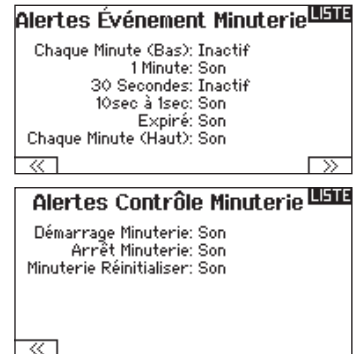 Alertes Événement Minuterie LISTE
Chaque Minute (Bas): Inactif
1 Minute: Son
30 Secondes: Inactif
10sec à 1sec: Son
Expiré: Son
Chaque Minute (Haut): Son
<< >>
Alertes Contrôle Minuterie LISTE
Démarrage Minuterie: Son
Arrêt Minuterie: Son
Minuterie Réinitialiser: Son
<<